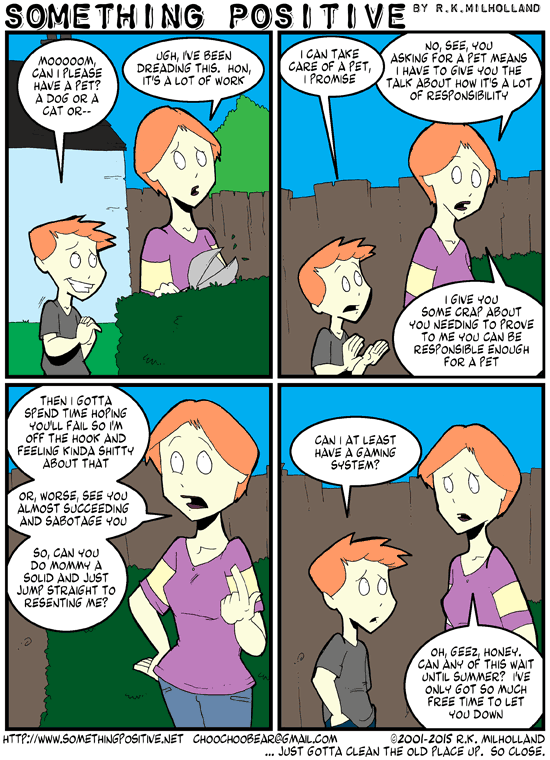 SOMETHING POSITIVE BY R.K.MILHOLLAND
MOOOOOM,
CAN I PLEASE
HAVE A PET?
A DOG OR A
CAT OR--
UGH, I'VE BEEN
DREADING THIS. HON,
IT'S A LOT OF WORK
I CAN TAKE
CARE OF A PET,
I PROMISE
NO, SEE, YOU
ASKING FOR A PET MEANS
I HAVE TO GIVE YOU THE
TALK ABOUT HOW IT'S A LOT
OF RESPONSIBILITY
I GIVE YOU
SOME CRAP ABOUT
YOU NEEDING TO PROVE
TO ME YOU CAN BE
RESPONSIBLE ENOUGH
FOR A PET
THEN I GOTTA
SPEND TIME HOPING
YOU'LL FAIL SO I'M
OFF THE HOOK AND
FEELING KINDA SHITTY
ABOUT THAT
OR, WORSE, SEE YOU
ALMOST SUCCEEDING
AND SABOTAGE YOU
SO, CAN YOU
DO MOMMY A
SOLID AND JUST
JUMP STRAIGHT TO
RESENTING ME?
CAN I AT LEAST
HAVE A GAMING
SYSTEM?
OH, GEEZ, HONEY.
CAN ANY OF THIS WAIT
UNTIL SUMMER? I'VE
ONLY GOT SO MUCH
FREE TIME TO LET
YOU DOWN
HTTP://WWW.SOMETHINGPOSITIVE.NET CHOOCHOOBEAR@GMAIL.COM ©2001-2015 R.K. MILHOLLAND
... JUST GOTTA CLEAN THE OLD PLACE UP. SO CLOSE.